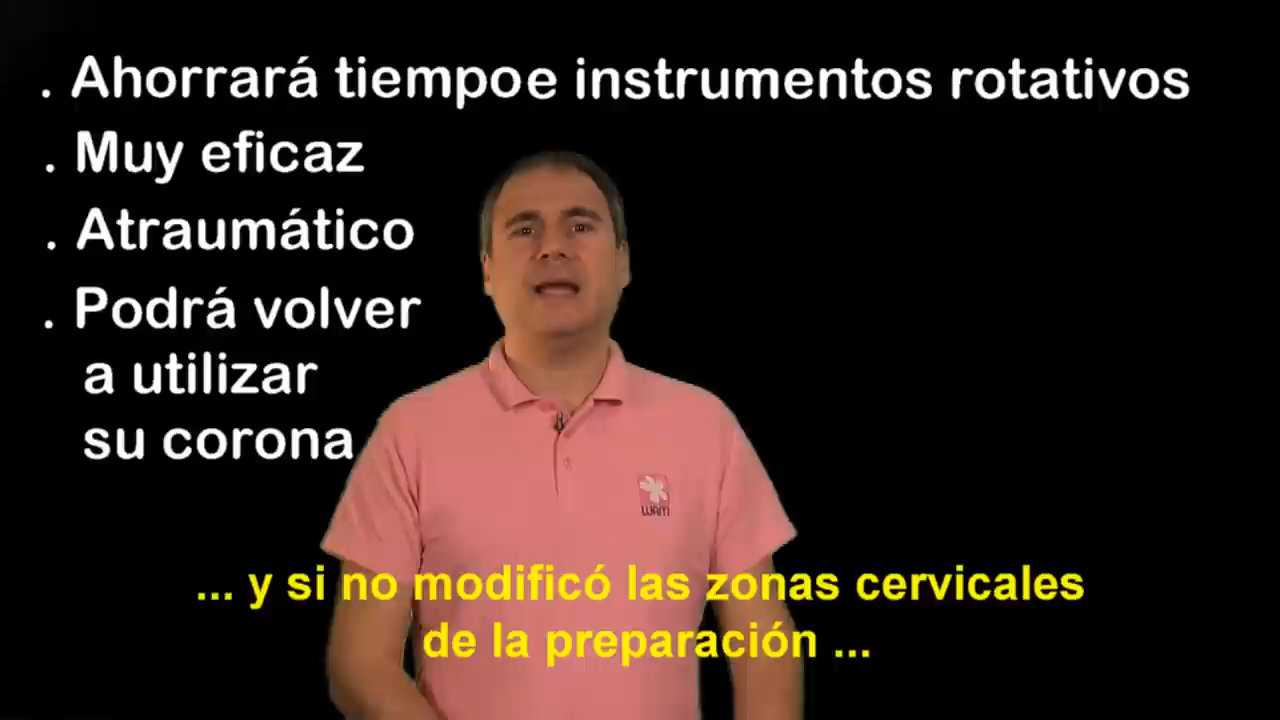 . Ahorrará tiempo e instrumentos rotativos
. Muy eficaz
. Atraumático
. Podrá volver
a utilizar
su corona
WAM
... y si no modificó las zonas cervicales
de la preparación ...